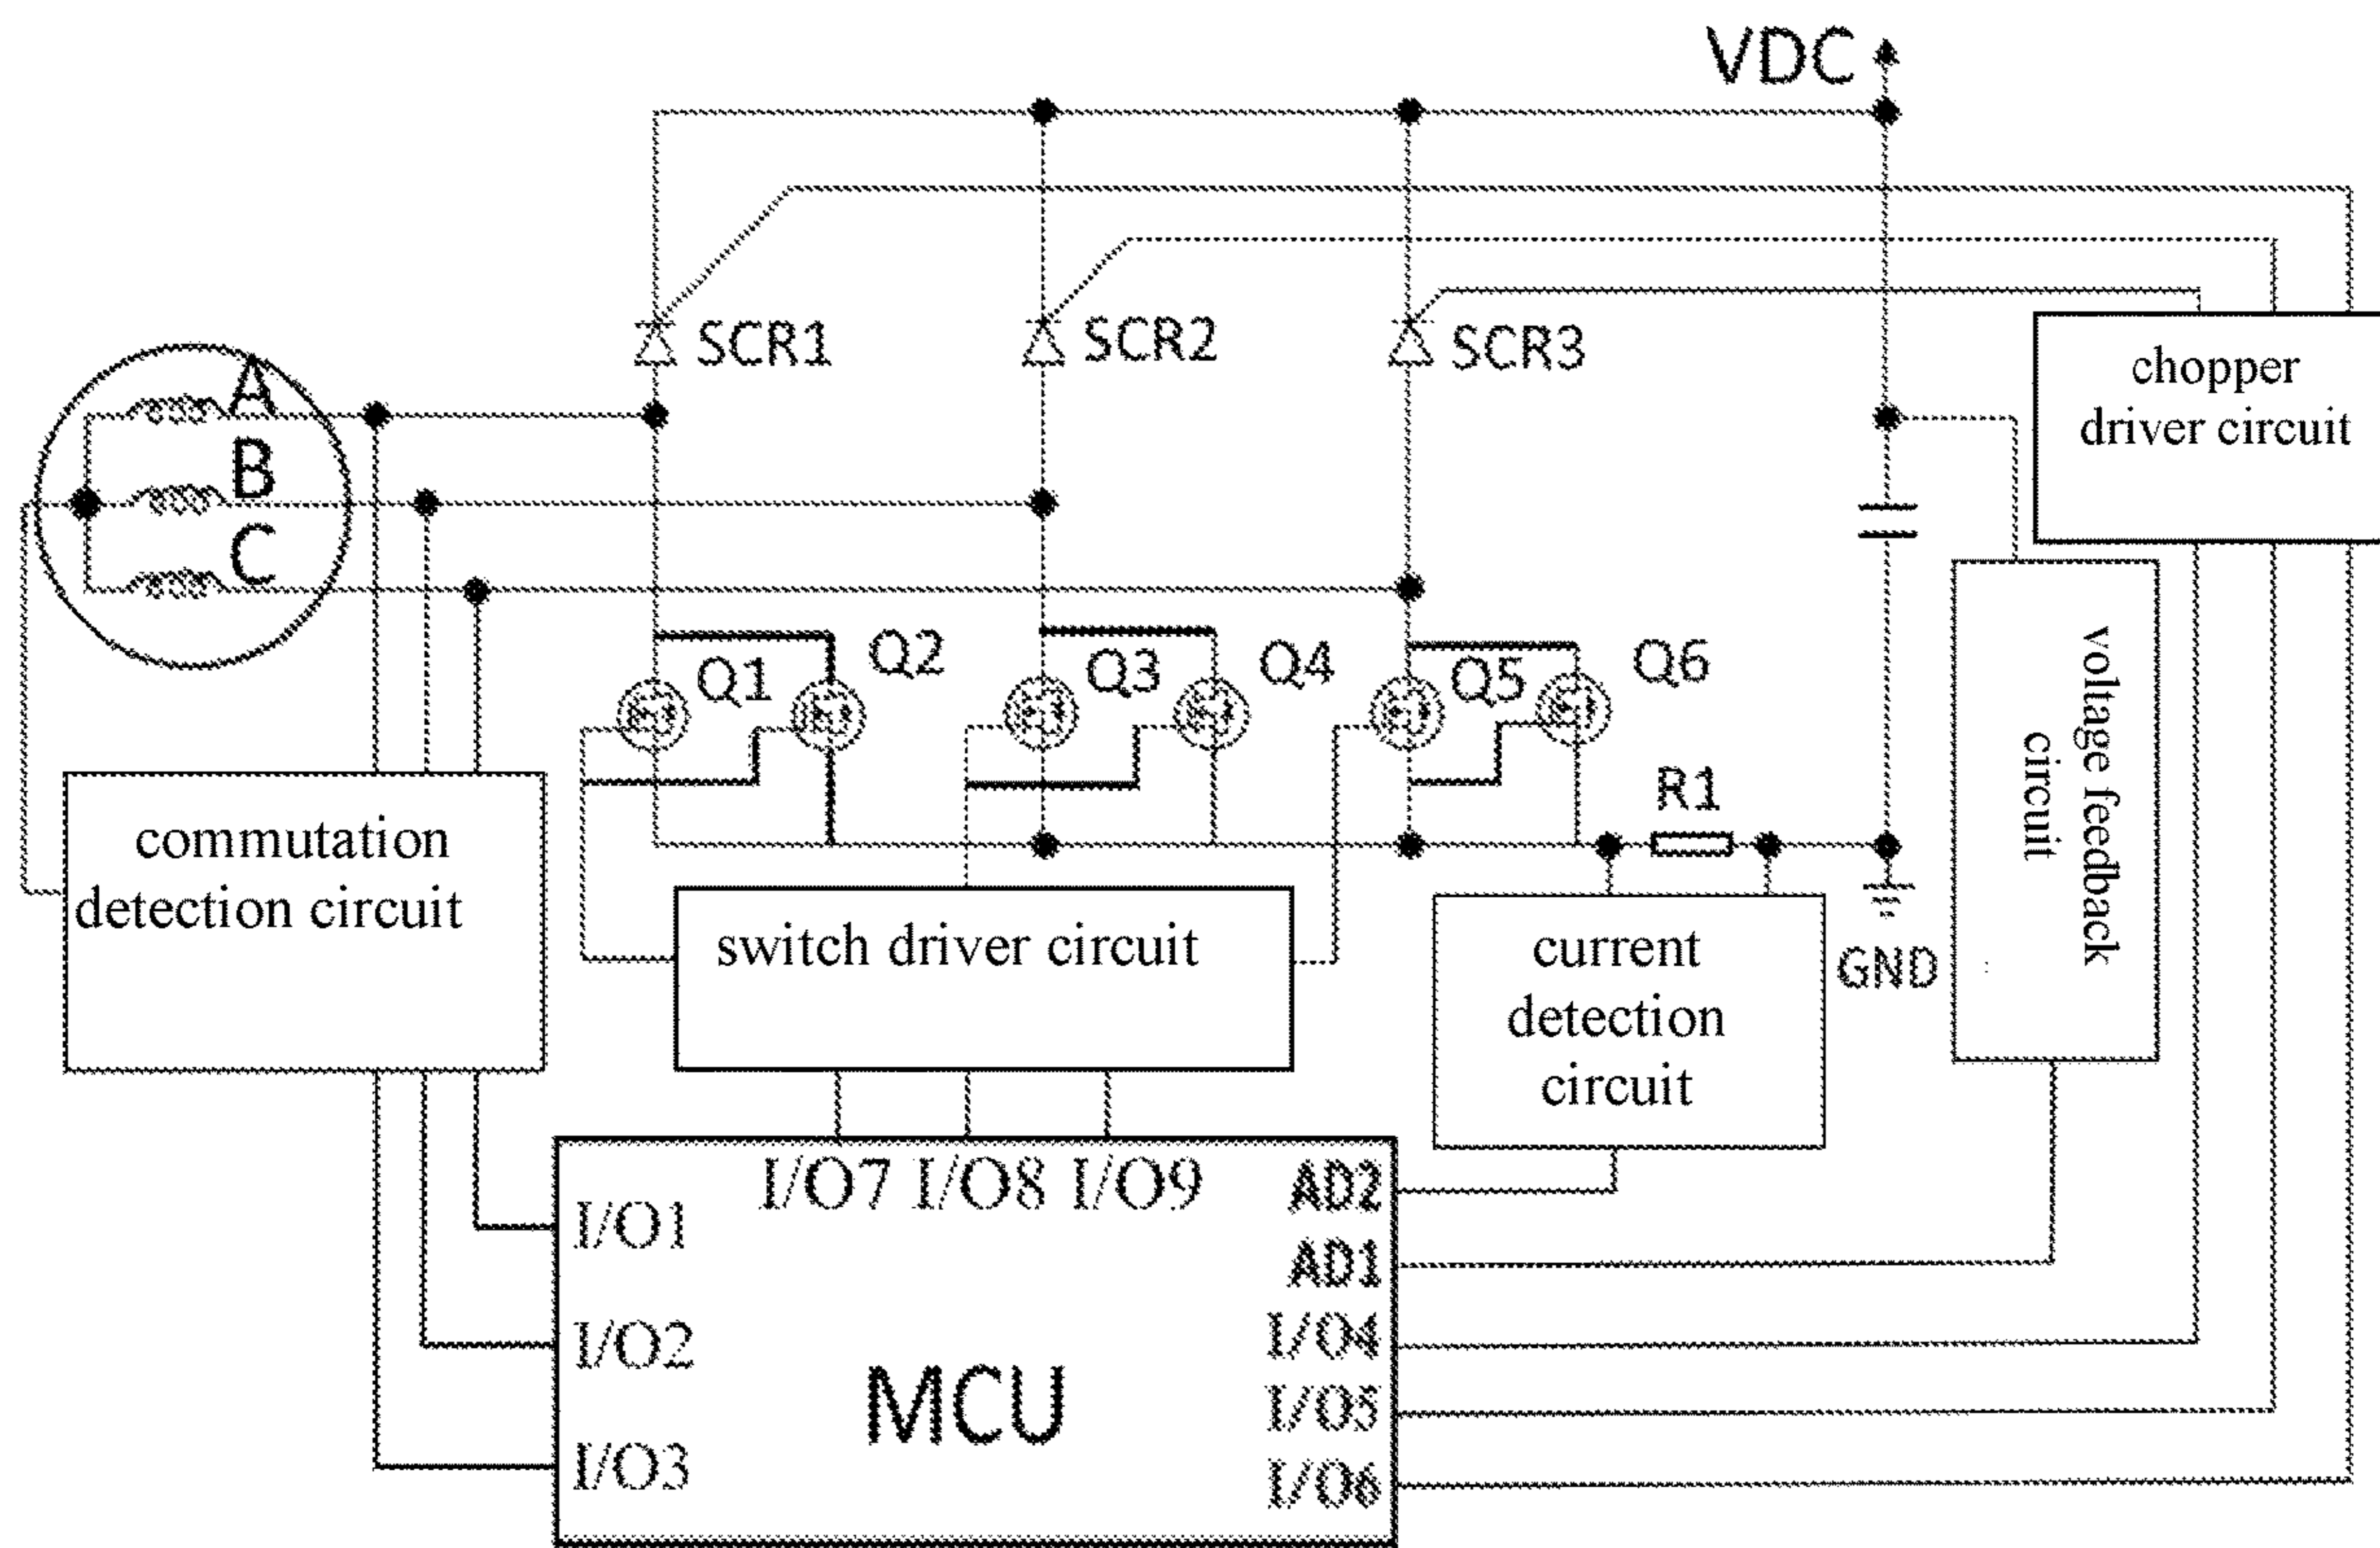 VDC
SCR1
SCR2
SCR3
chopper
driver circuit
A
B
C
Q1
Q2
Q3
Q4
Q5
Q6
R1
voltage feedback
circuit
commutation
detection circuit
switch driver circuit
current
detection
circuit
GND
I/O7 I/O8 I/O9
AD2
AD1
I/O1
I/O2
I/O3
I/O4
I/O5
I/O6
MCU